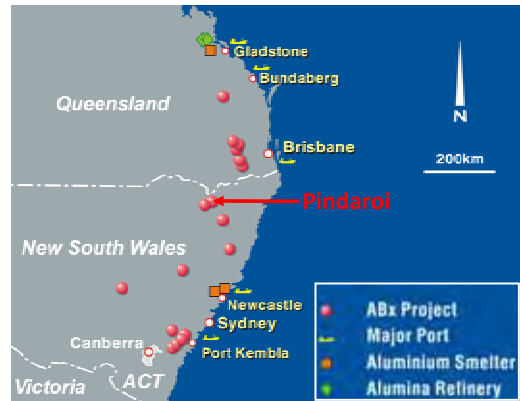 Gladstone
Bundaberg
Queensland
N
Brisbane
200km
Pindaroi
New South Wales
Newcastle
Sydney
Canberra
Port Kembla
ACT
Victoria
ABx Project
Major Port
Aluminium Smelter
Alumina Refinery